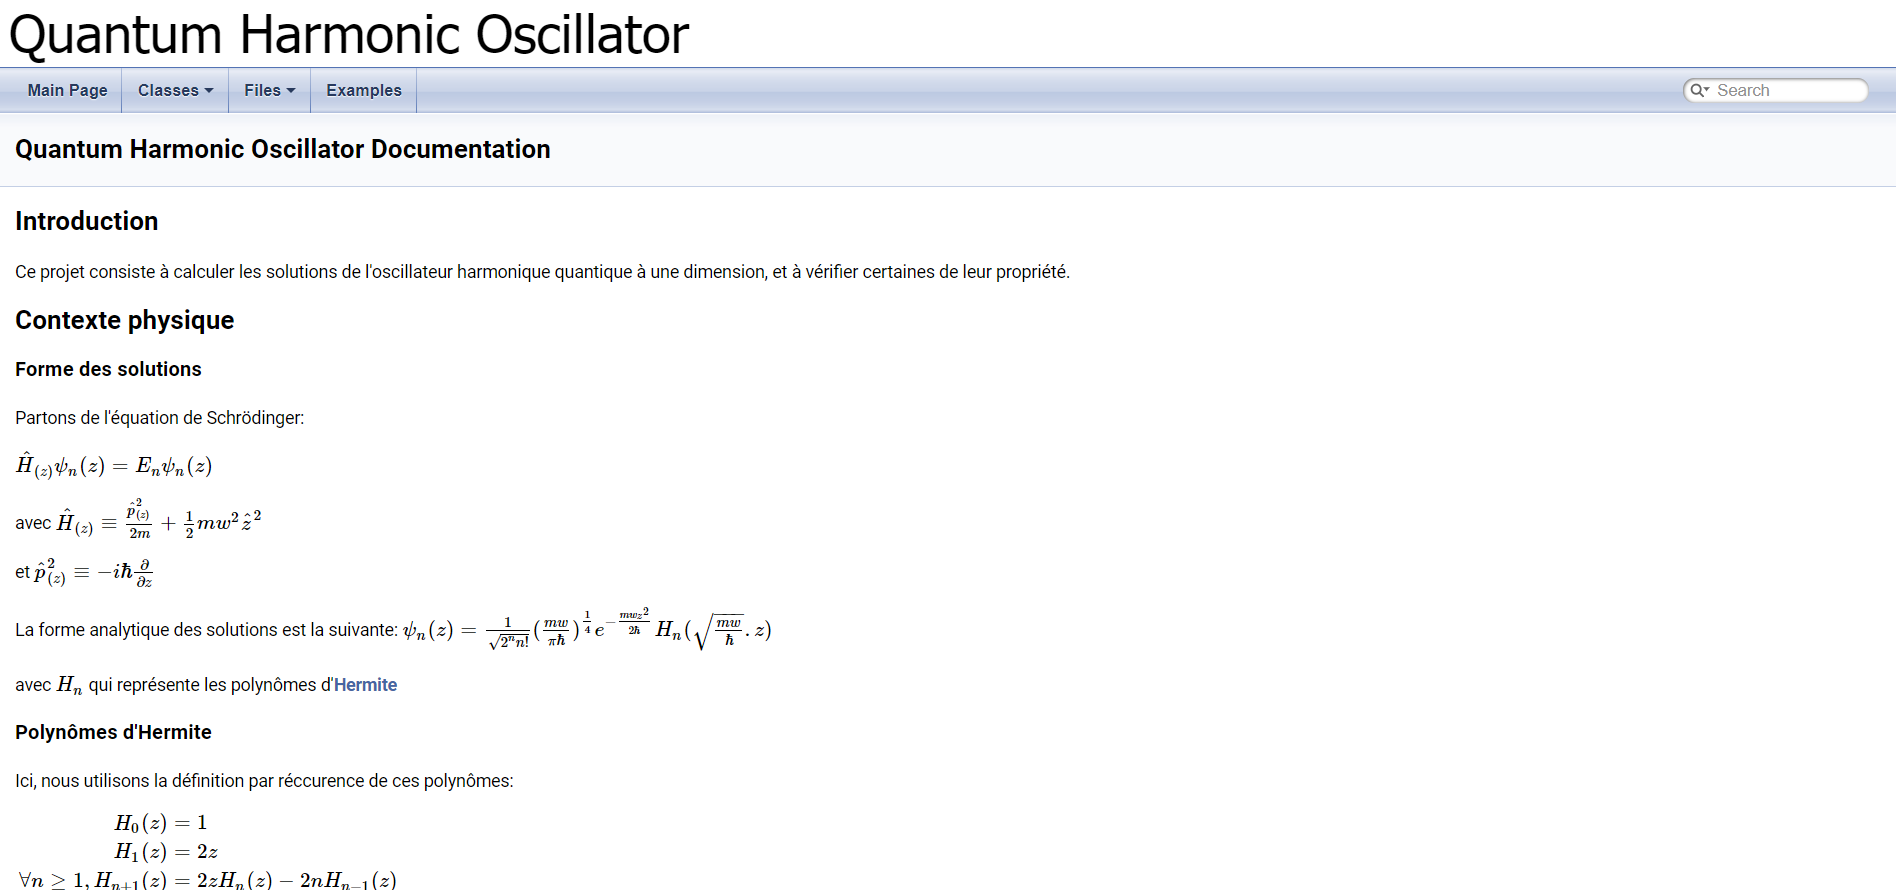 Quantum Harmonic Oscillator
Main Page Classes Files Examples Search
Quantum Harmonic Oscillator Documentation
Introduction
Ce projet consiste à calculer les solutions de l'oscillateur harmonique quantique à une dimension, et à vérifier certaines de leur propriété.
Contexte physique
Forme des solutions
Partons de l'équation de Schrödinger:
$\hat{H}_{(z)}\psi_n(z) = E_n\psi_n(z)$
avec $\hat{H}_{(z)} \equiv \frac{\hat{p}_{(z)}^2}{2m} + \frac{1}{2}mw^2\hat{z}^2$
et $\hat{p}_{(z)}^2 \equiv -i\hbar\frac{\partial}{\partial z}$
La forme analytique des solutions est la suivante: $\psi_n(z) = \frac{1}{\sqrt{2^n n!}}(\frac{mw}{\pi\hbar})^{\frac{1}{4}}e^{-\frac{mwz^2}{2\hbar}}H_n(\sqrt{\frac{mw}{\hbar}}.z)$
avec $H_n$ qui représente les polynômes d'Hermite
Polynômes d'Hermite
Ici, nous utilisons la définition par réccurence de ces polynômes:
$H_0(z) = 1$
$H_1(z) = 2z$
$\forall n \geq 1, H_{n+1}(z) = 2zH_n(z) - 2nH_{n-1}(z)$